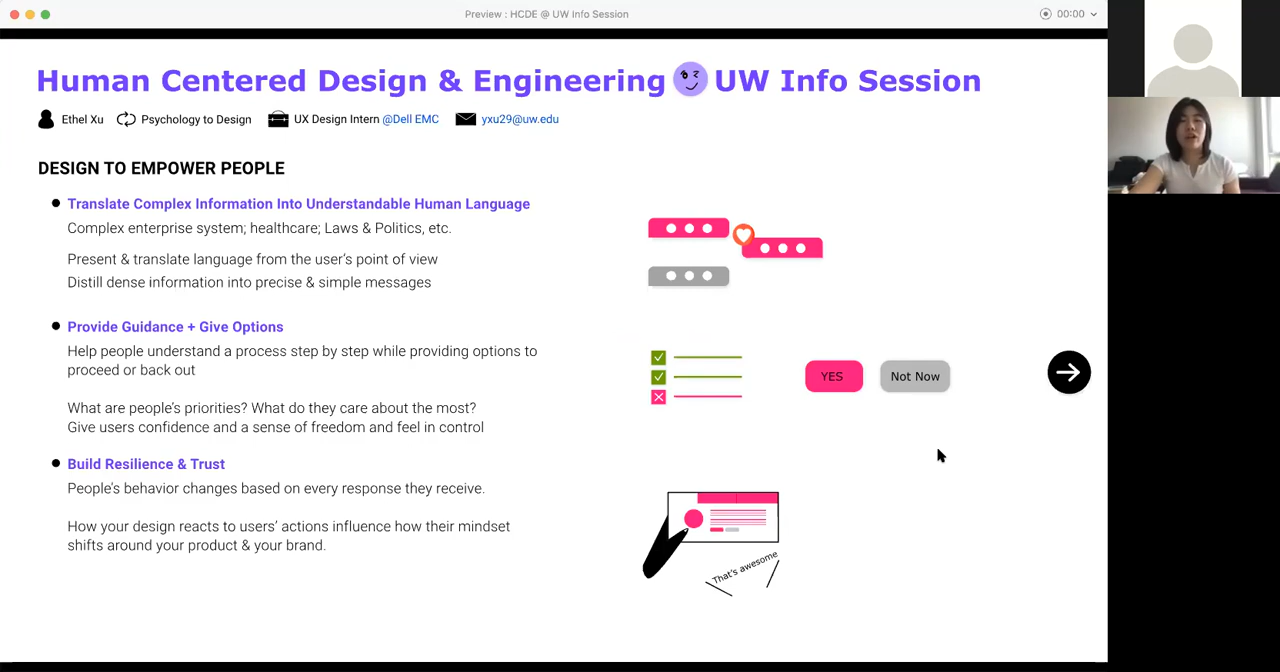 Preview : HCDE @ UW Info Session
00:00
Human Centered Design & Engineering UW Info Session
Ethel Xu Psychology to Design UX Design Intern @Dell EMC yxu29@uw.edu
DESIGN TO EMPOWER PEOPLE
Translate Complex Information Into Understandable Human Language
Complex enterprise system; healthcare; Laws & Politics, etc.
Present & translate language from the user's point of view
Distill dense information into precise & simple messages
Provide Guidance + Give Options
Help people understand a process step by step while providing options to
proceed or back out
What are people's priorities? What do they care about the most?
Give users confidence and a sense of freedom and feel in control
YES
Not Now
Build Resilience & Trust
People's behavior changes based on every response they receive.
How your design reacts to users' actions influence how their mindset
shifts around your product & your brand.
That's awesome